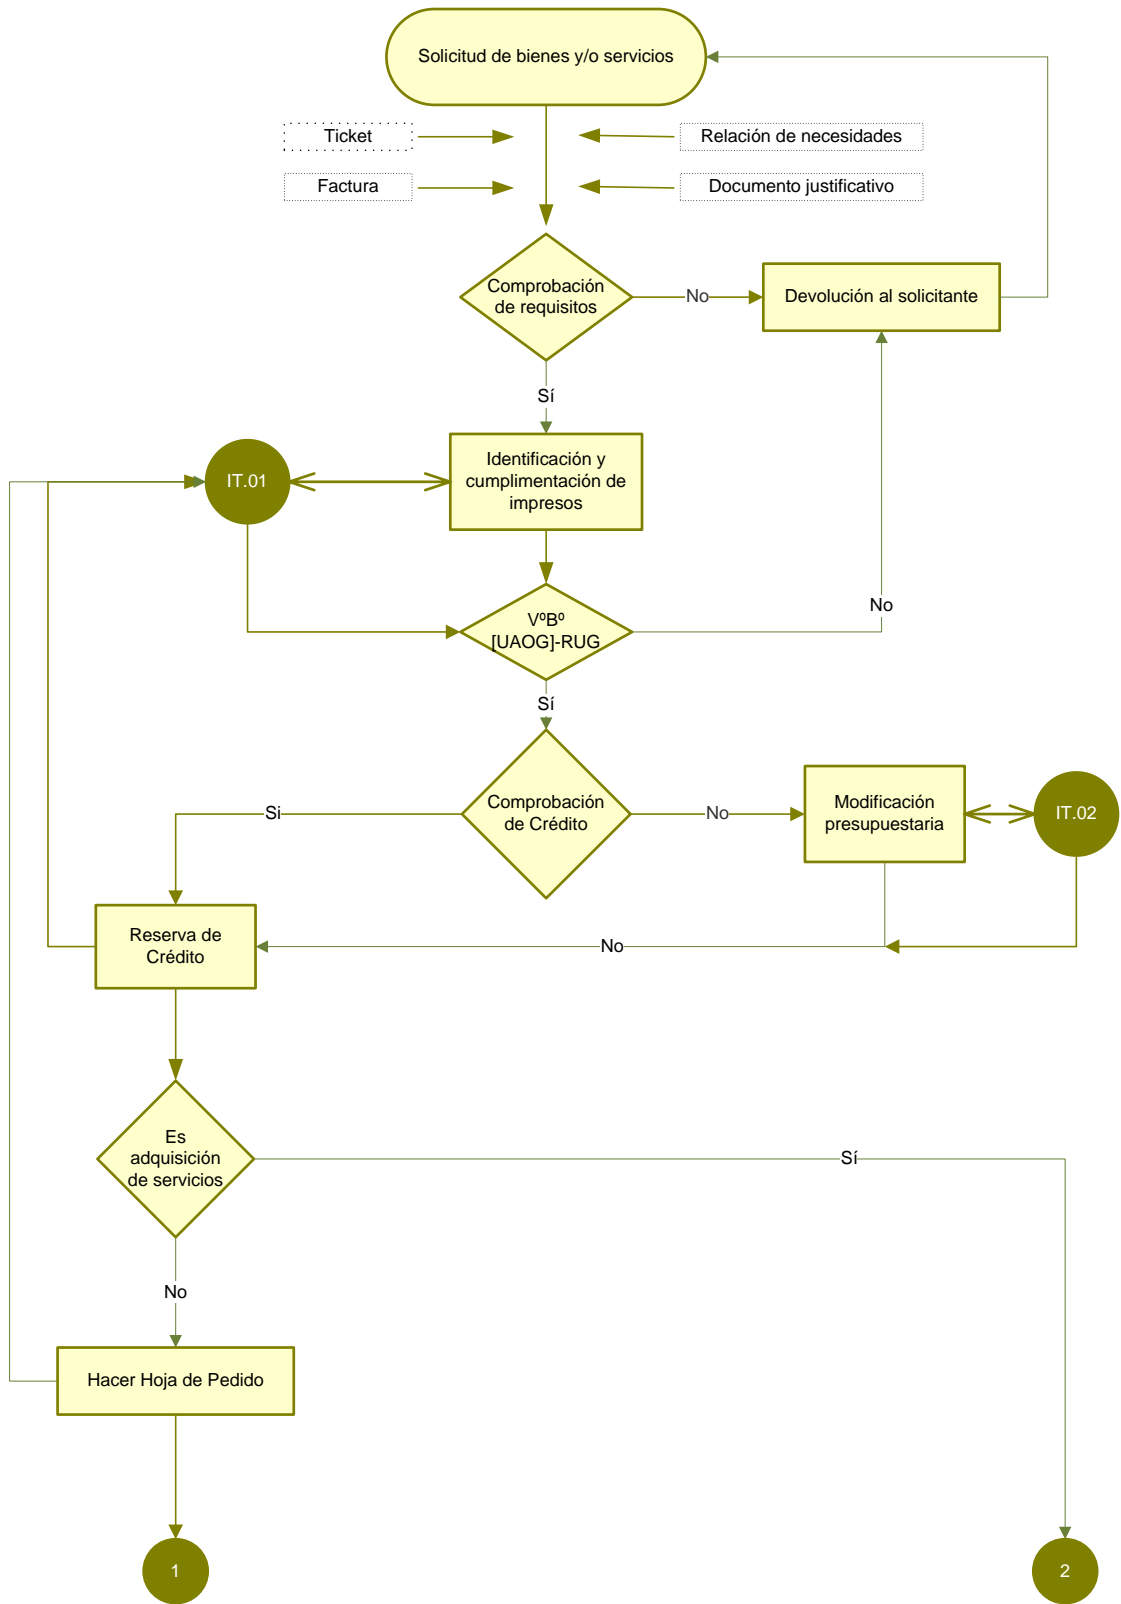 Solicitud de bienes y/o servicios
Ticket
Relación de necesidades
Factura
Documento justificativo
Comprobación
de requisitos
No
Devolución al solicitante
Sí
IT.01
Identificación y
cumplimentación de
impresos
VºBº
[UAOG]-RUG
No
Sí
Si
Comprobación
de Crédito
No
Modificación
presupuestaria
IT.02
Reserva de
Crédito
No
Es
adquisición
de servicios
Sí
No
Hacer Hoja de Pedido
1
2